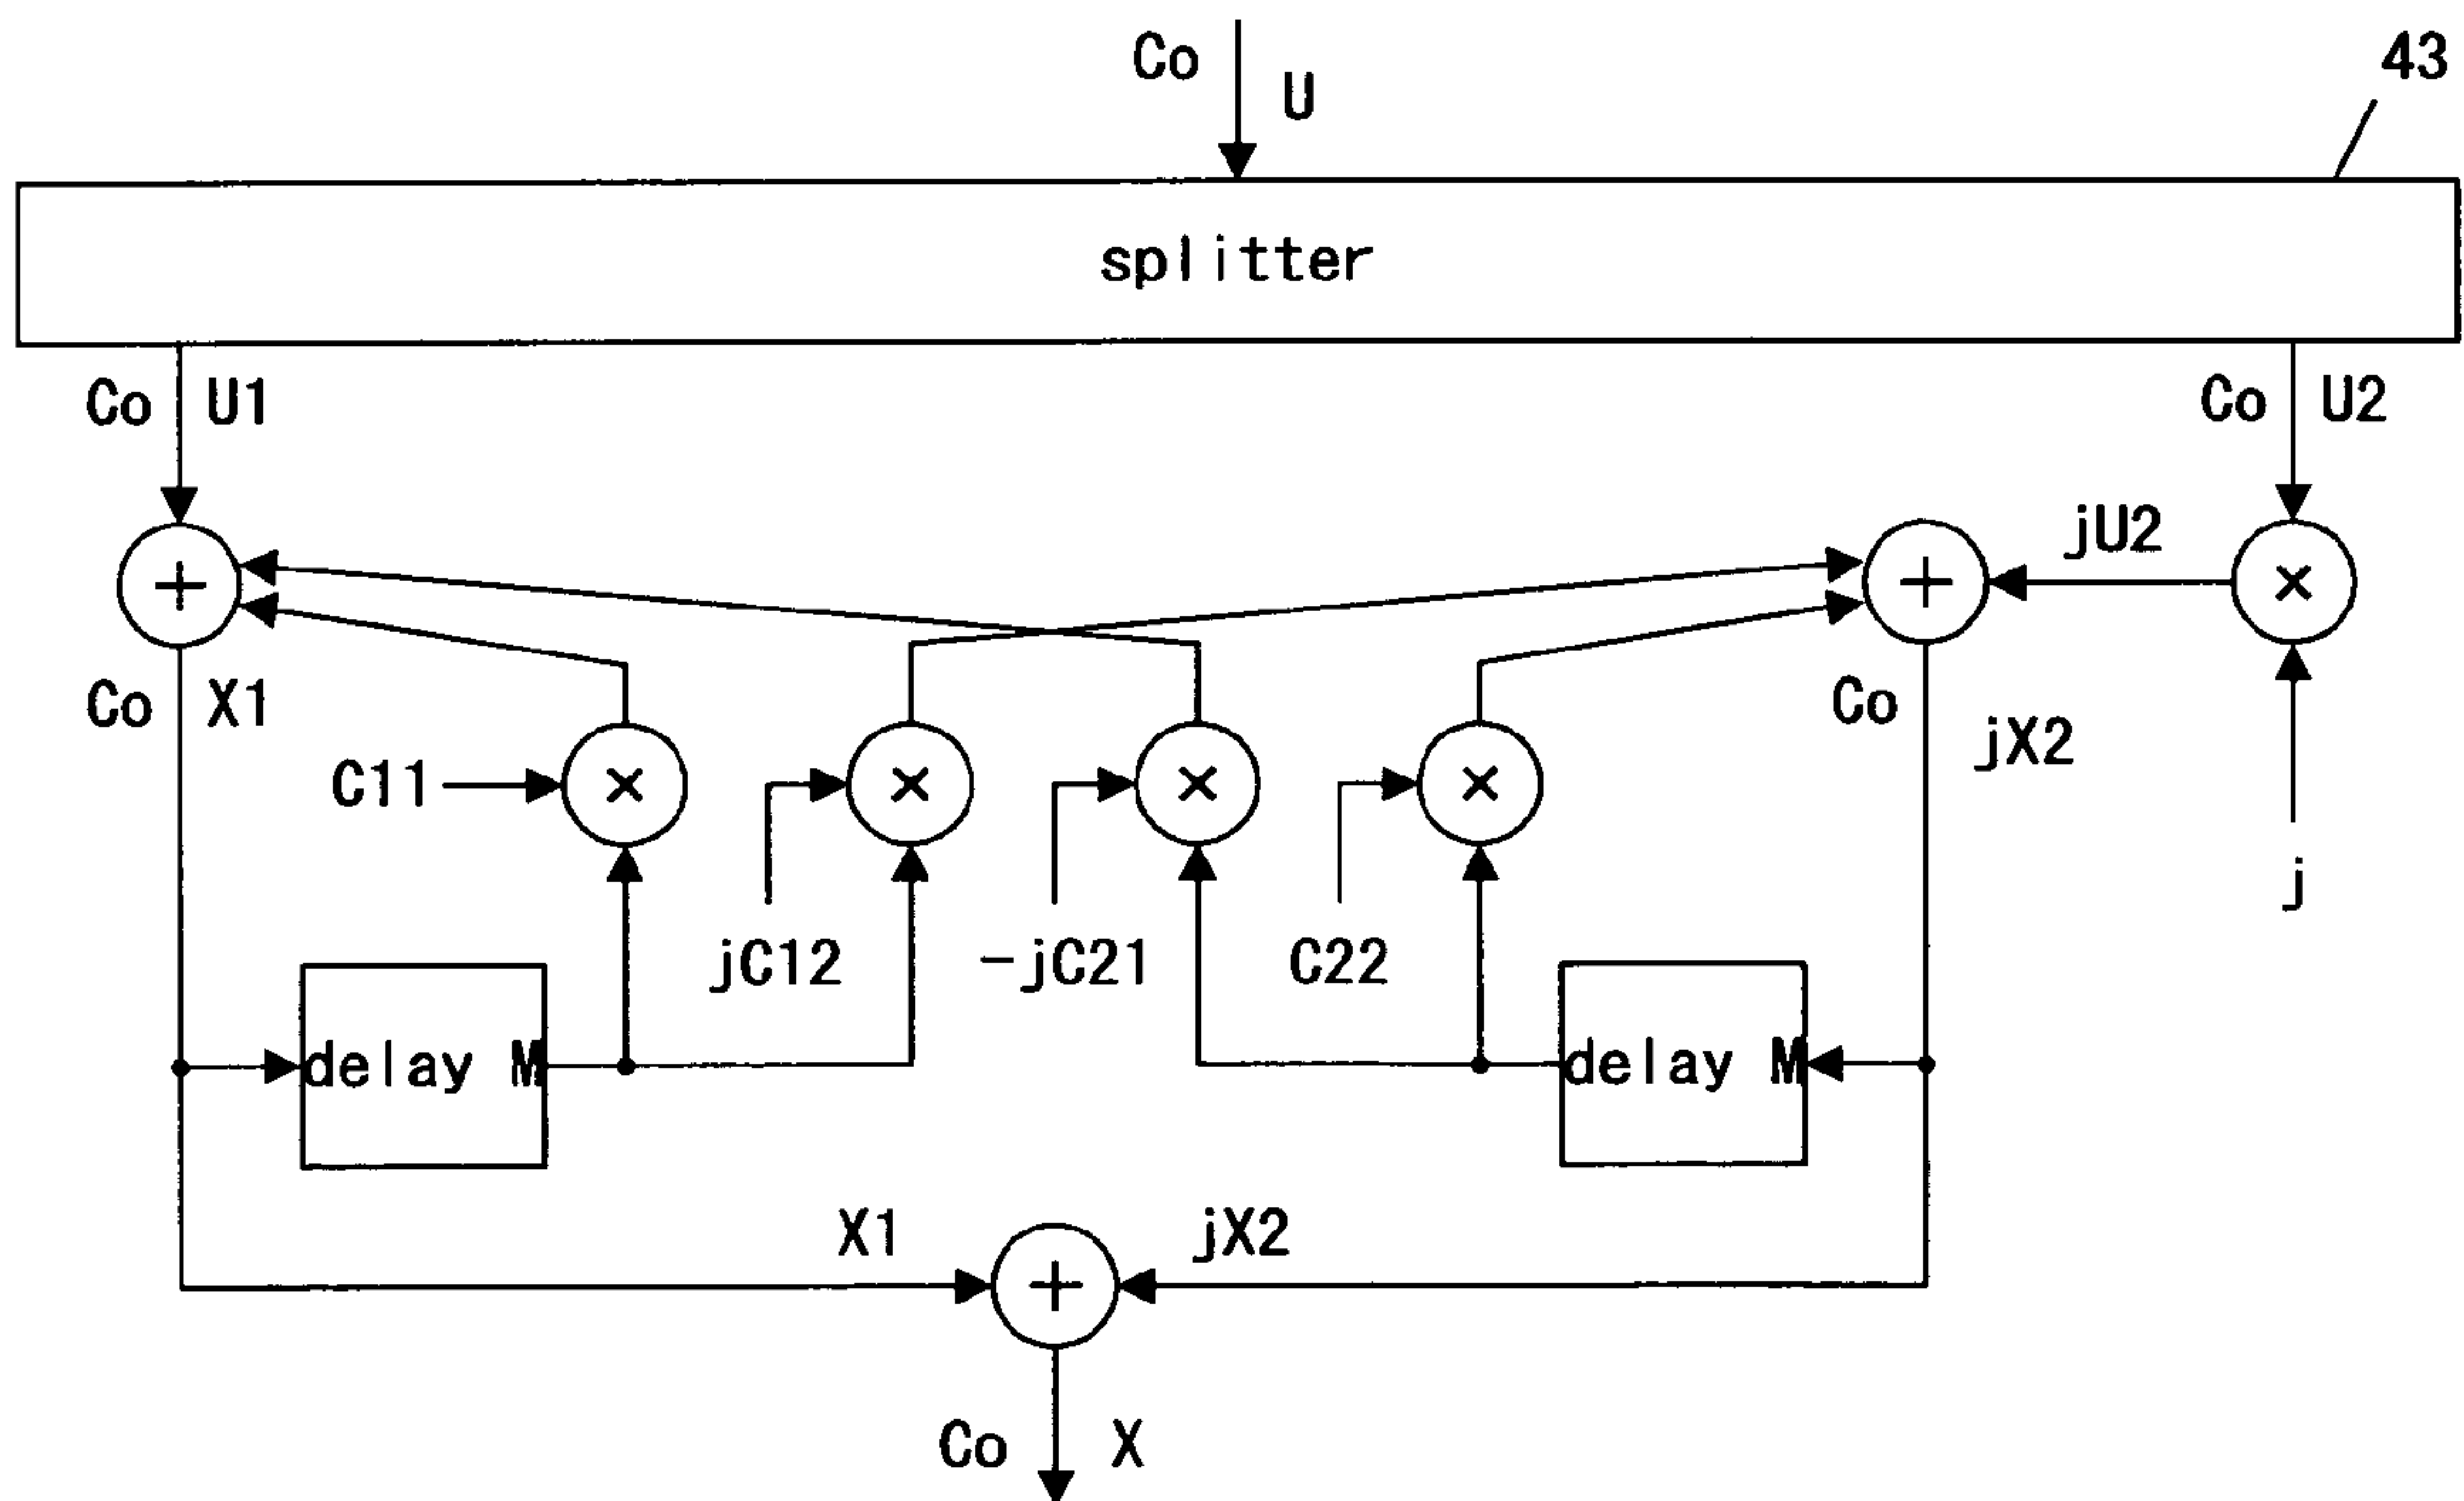 Co
U
43
splitter
Co
U1
Co
U2
+
+
jU2
×
Co
X1
Co
jX2
C11
×
×
×
×
j
jC12
-jC21
C22
delay M
delay M
X1
+
jX2
Co
X